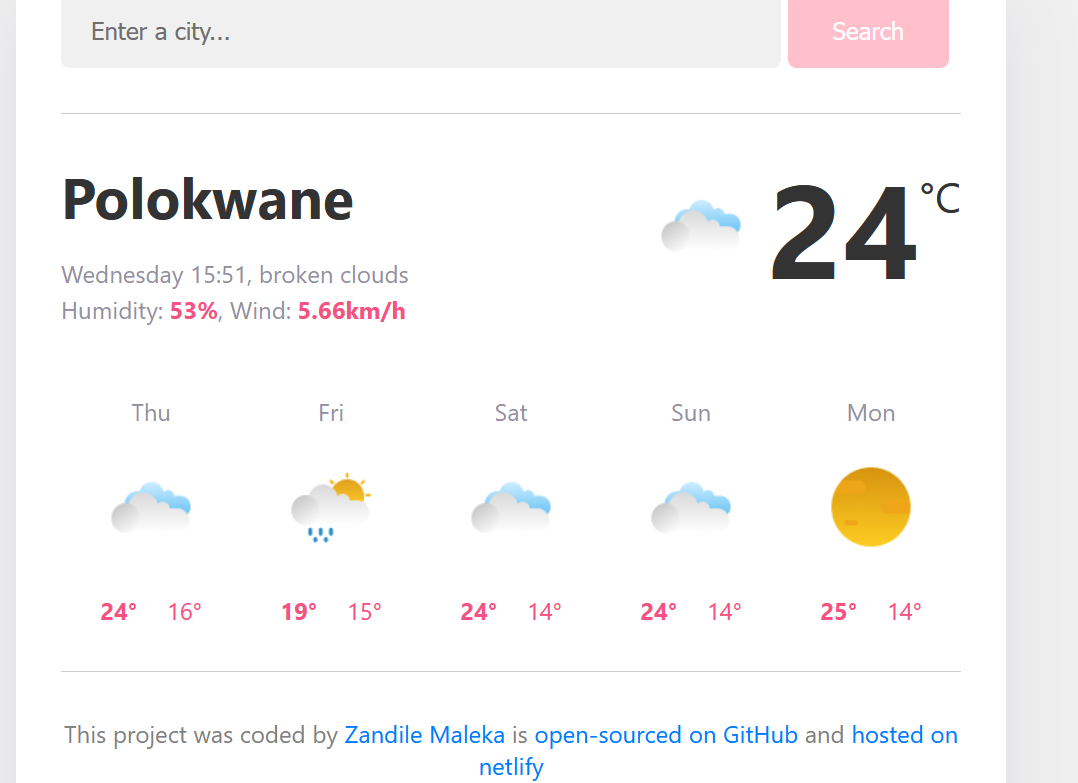 Enter a city... Search
Polokwane 24 °C
Wednesday 15:51, broken clouds
Humidity: 53%, Wind: 5.66km/h
Thu Fri Sat Sun Mon
24° 16° 19° 15° 24° 14° 24° 14° 25° 14°
This project was coded by Zandile Maleka is open-sourced on GitHub and hosted on
netlify